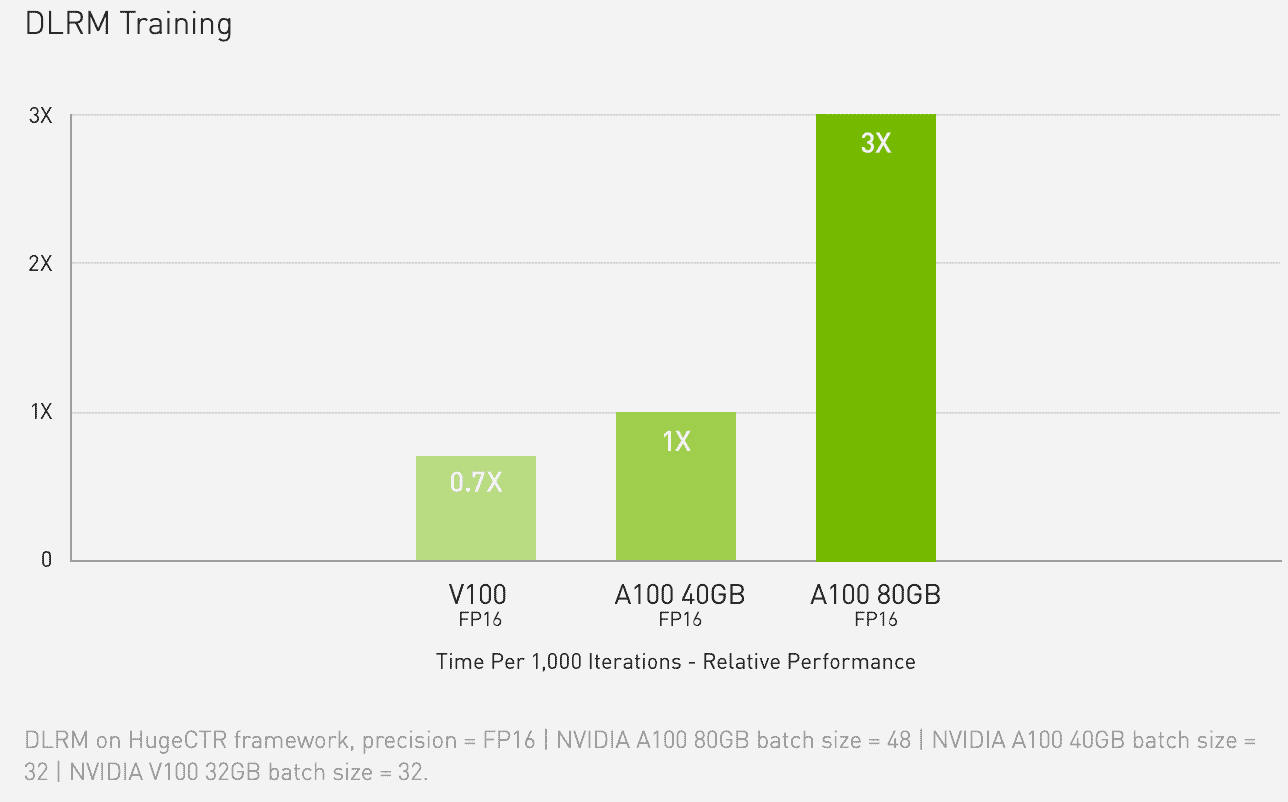 DLRM Training
3X
3X
2X
1X
1X
0.7X
0
V100
FP16
A100 40GB
FP16
A100 80GB
FP16
Time Per 1,000 Iterations - Relative Performance
DLRM on HugeCTR framework, precision = FP16 | NVIDIA A100 80GB batch size = 48 | NVIDIA A100 40GB batch size =
32 | NVIDIA V100 32GB batch size = 32.